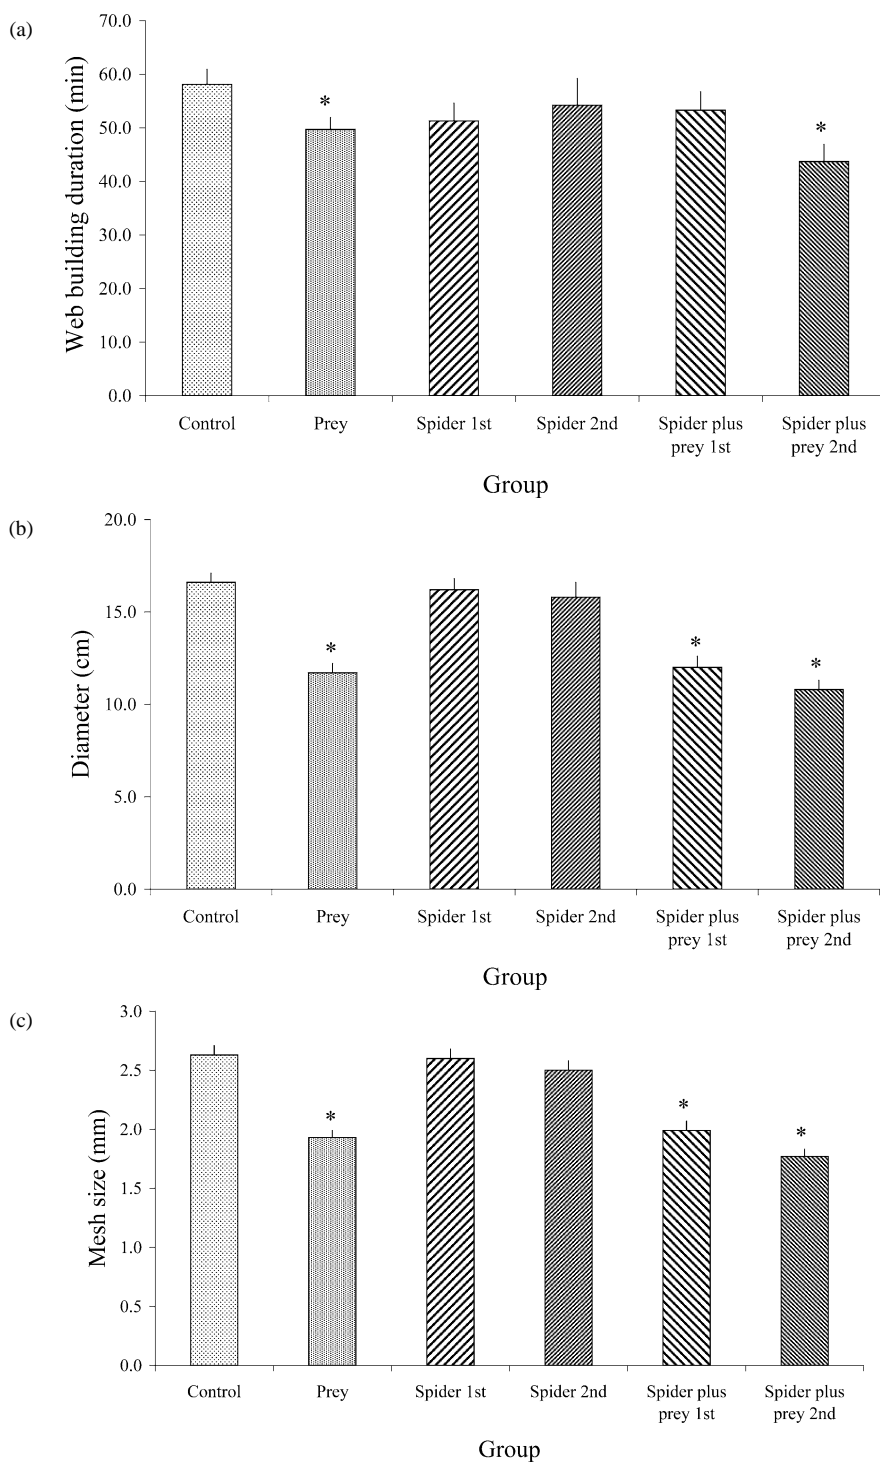 (a)
Web building duration (min)
70.0
60.0
50.0
40.0
30.0
20.0
10.0
0.0
*
*
Control
Prey
Spider 1st
Spider 2nd
Spider plus
prey 1st
Spider plus
prey 2nd
Group
(b)
Diameter (cm)
20.0
15.0
10.0
5.0
0.0
*
*
*
Control
Prey
Spider 1st
Spider 2nd
Spider plus
prey 1st
Spider plus
prey 2nd
Group
(c)
Mesh size (mm)
3.0
2.5
2.0
1.5
1.0
0.5
0.0
*
*
*
Control
Prey
Spider 1st
Spider 2nd
Spider plus
prey 1st
Spider plus
prey 2nd
Group